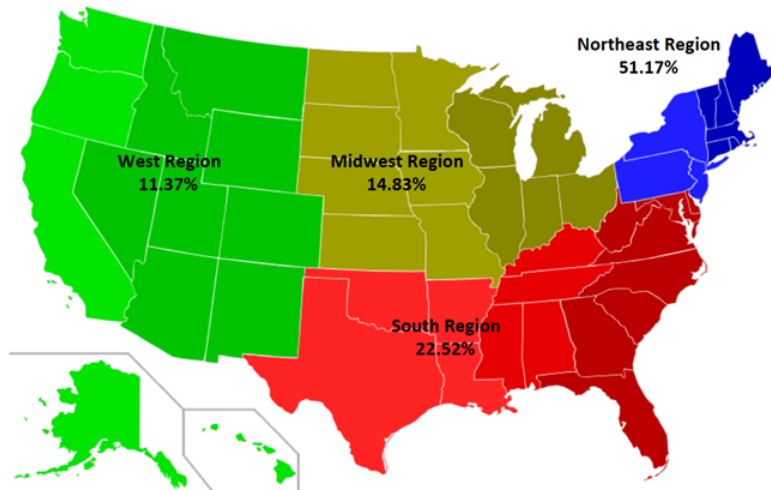 Northeast Region
51.17%
West Region
11.37%
Midwest Region
14.83%
South Region
22.52%